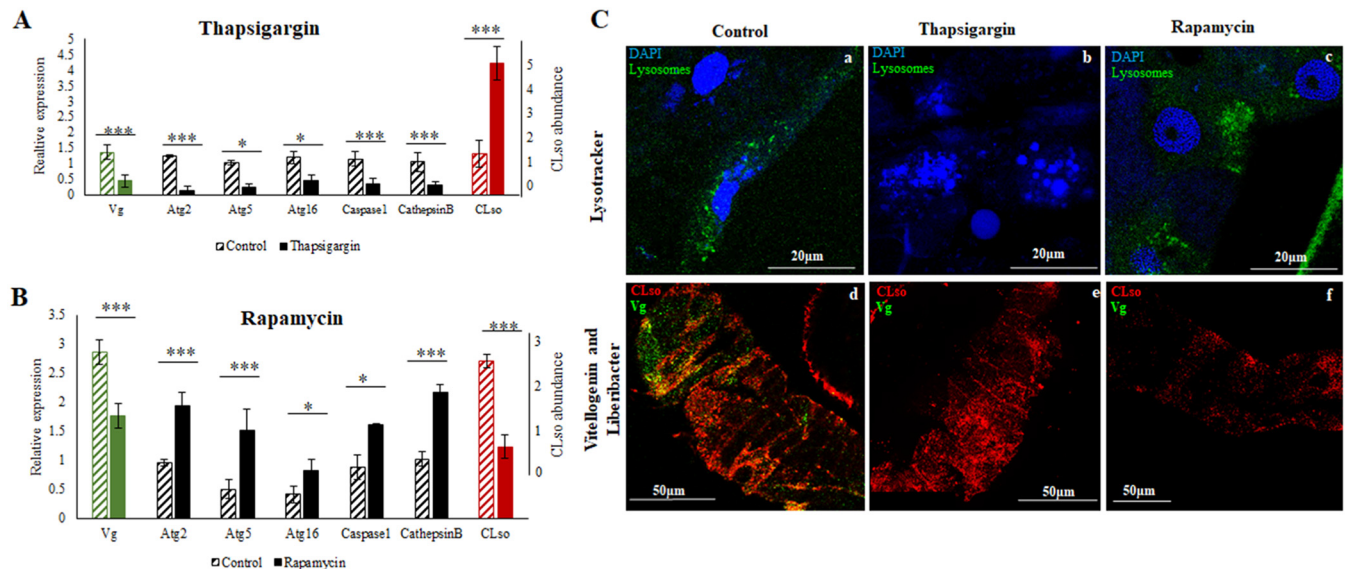 A
Thapsigargin
***
Realtive expression
5
4.5
4
3.5
3
2.5
2
1.5
1
0.5
0
***
***
*
*
***
***
5
4
3
2
1
0
CLso abundance
Vg Atg2 Atg5 Atg16 Caspase1 CathepsinB CLso
Control Thapsigargin
B
Rapamycin
Relative expression
3.5
3
2.5
2
1.5
1
0.5
0
***
***
***
*
*
***
***
3
2
1
0
CLso abundance
Vg Atg2 Atg5 Atg16 Caspase1 CathepsinB CLso
Control Rapamycin
C
Control Thapsigargin Rapamycin
Lysotracker
DAPI
Lysosomes
a
20µm
DAPI
Lysosomes
b
20µm
DAPI
Lysosomes
c
20µm
Vitellogenin and
Liberibacter
CLso
Vg
d
50µm
CLso
Vg
e
50µm
CLso
Vg
f
50µm